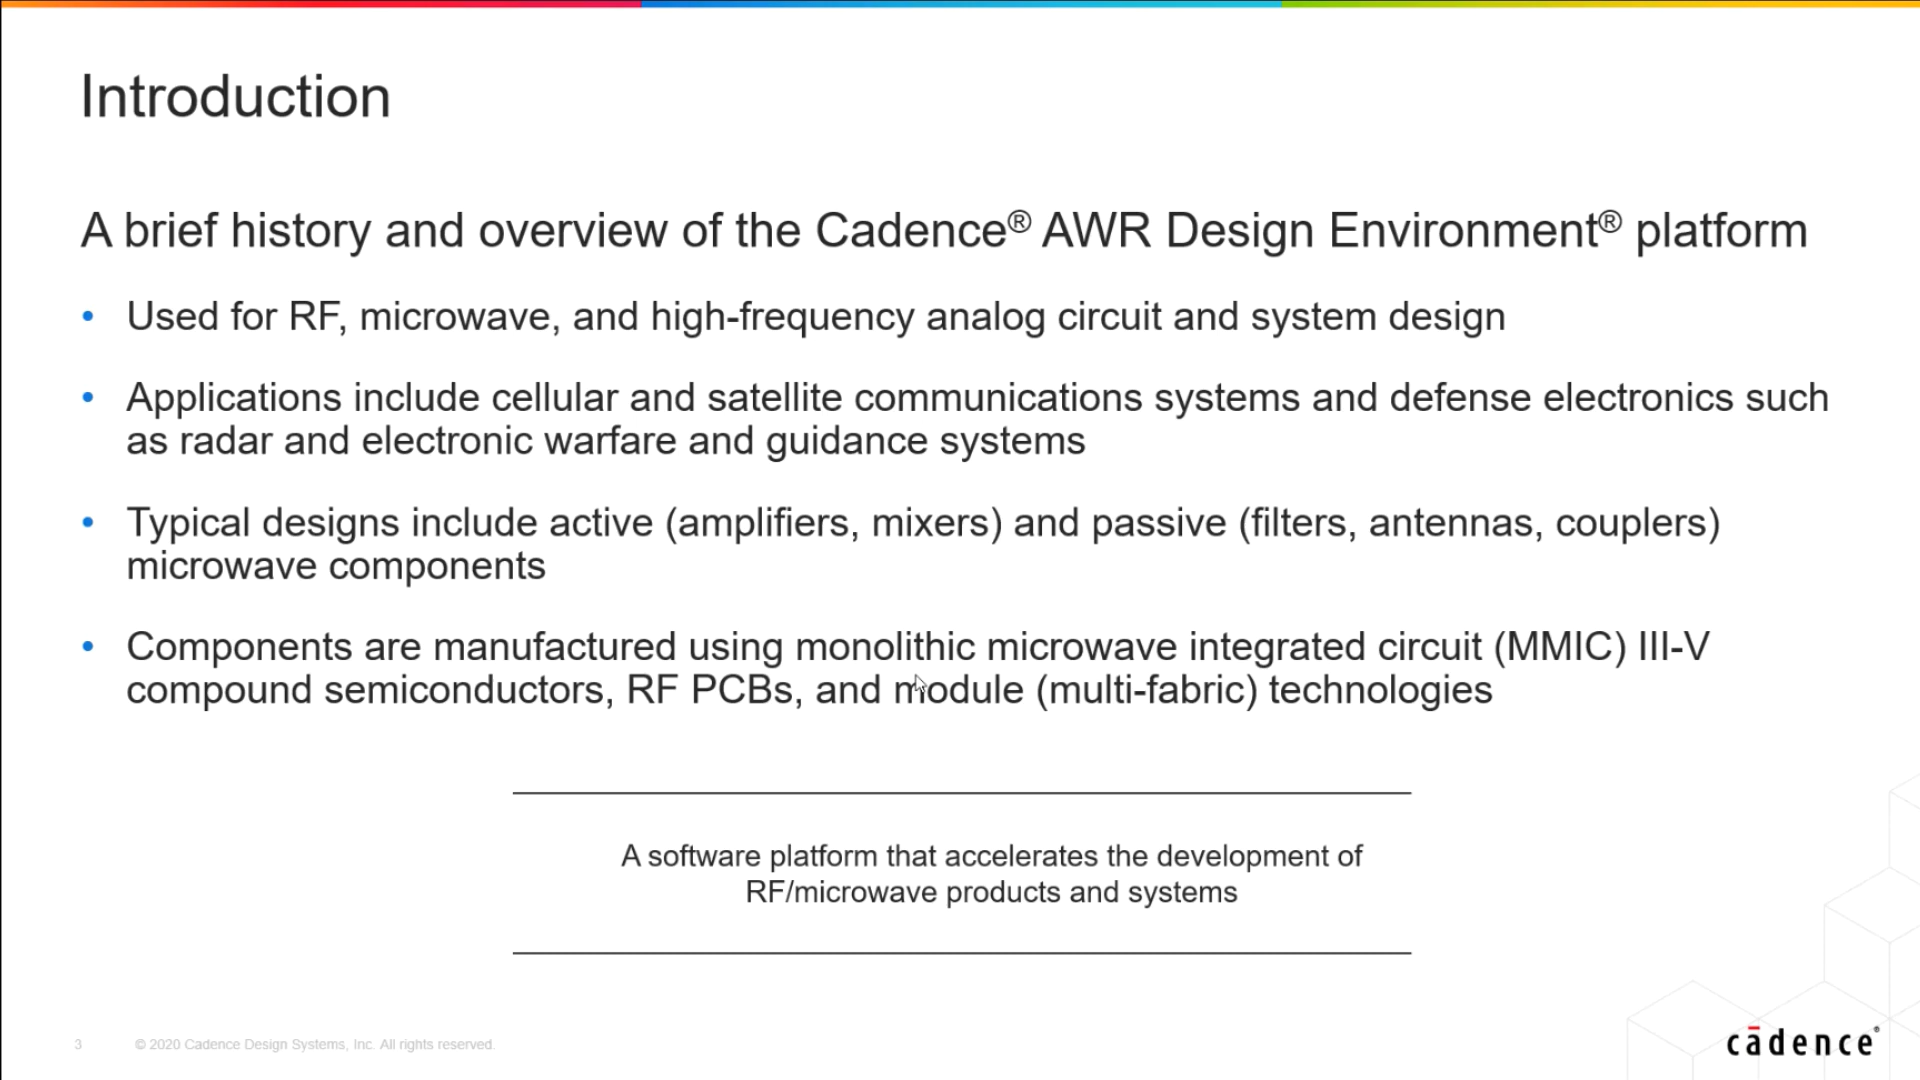 Introduction
A brief history and overview of the Cadence® AWR Design Environment® platform
• Used for RF, microwave, and high-frequency analog circuit and system design
• Applications include cellular and satellite communications systems and defense electronics such
as radar and electronic warfare and guidance systems
• Typical designs include active (amplifiers, mixers) and passive (filters, antennas, couplers)
microwave components
• Components are manufactured using monolithic microwave integrated circuit (MMIC) III-V
compound semiconductors, RF PCBs, and module (multi-fabric) technologies
A software platform that accelerates the development of
RF/microwave products and systems
3 © 2020 Cadence Design Systems, Inc. All rights reserved.
cādence®